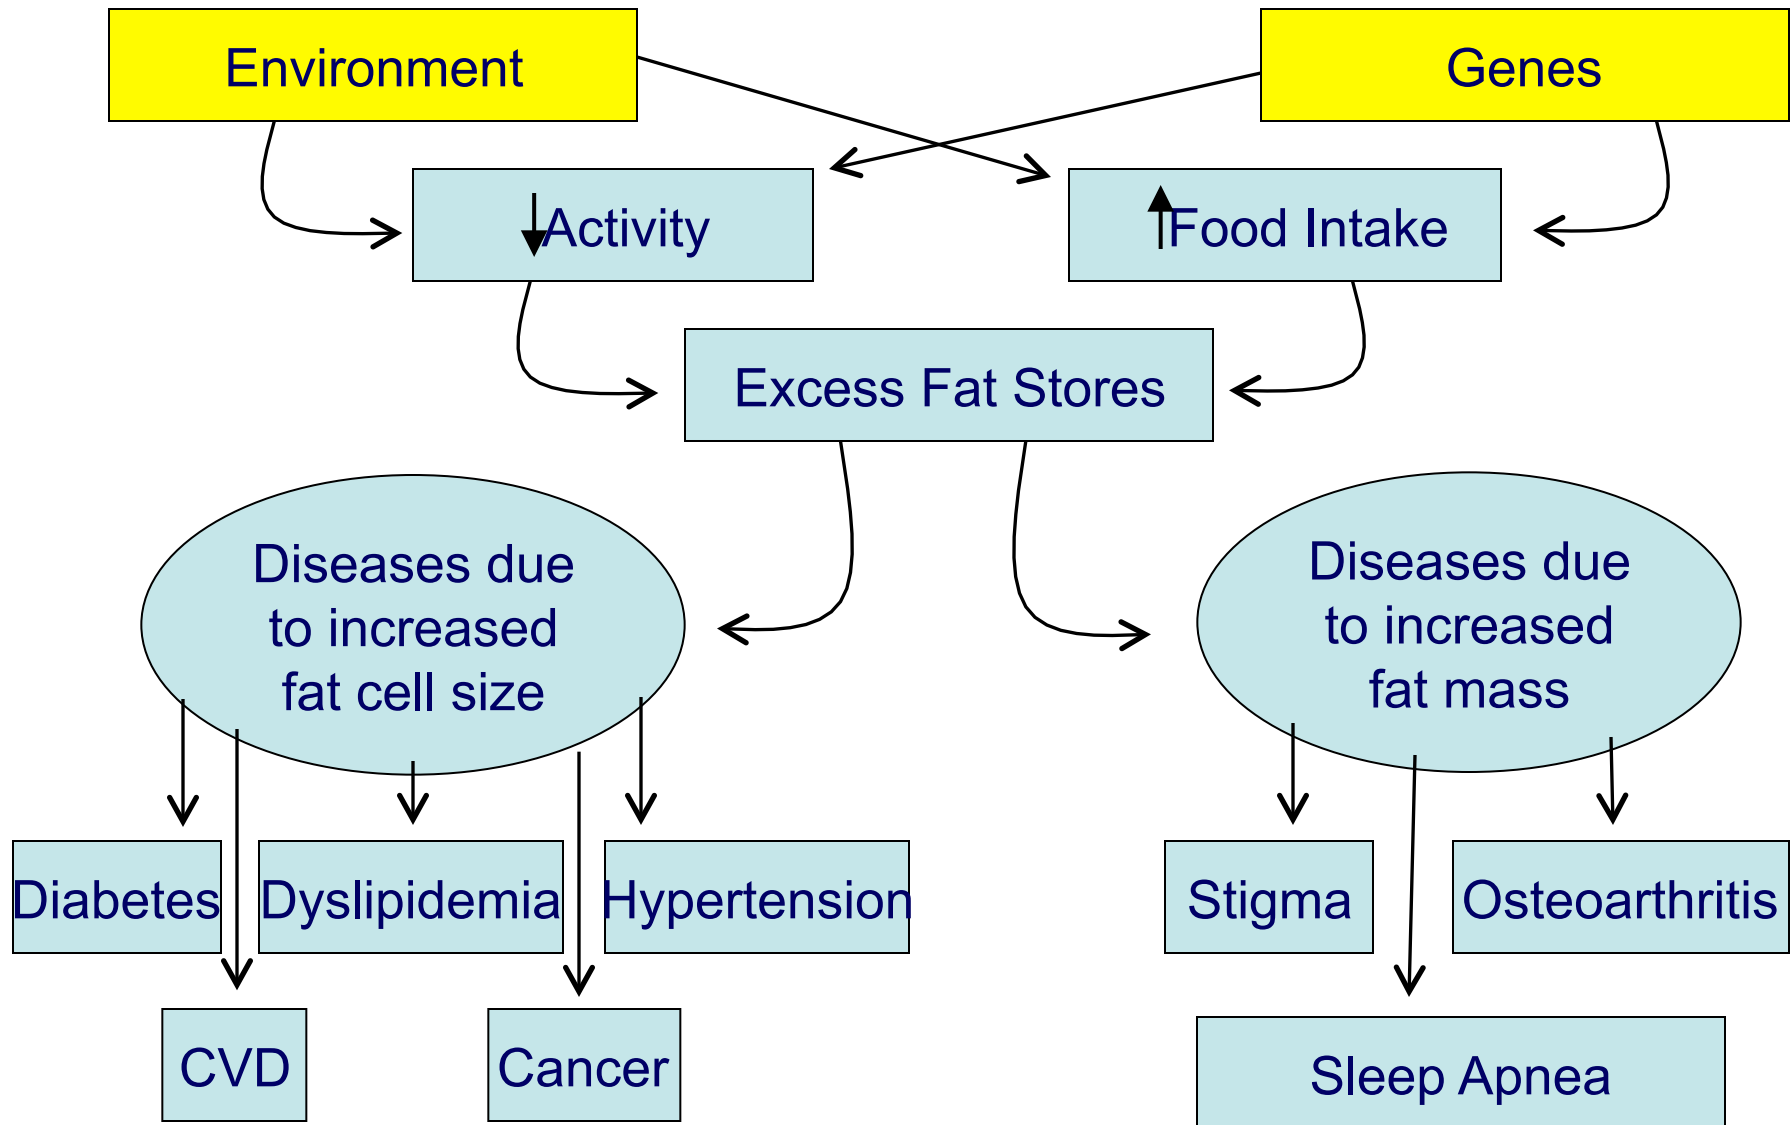 Environment
Genes
Activity
Food Intake
Excess Fat Stores
Diseases due
to increased
fat cell size
Diseases due
to increased
fat mass
Diabetes
Dyslipidemia
Hypertension
Stigma
Osteoarthritis
CVD
Cancer
Sleep Apnea